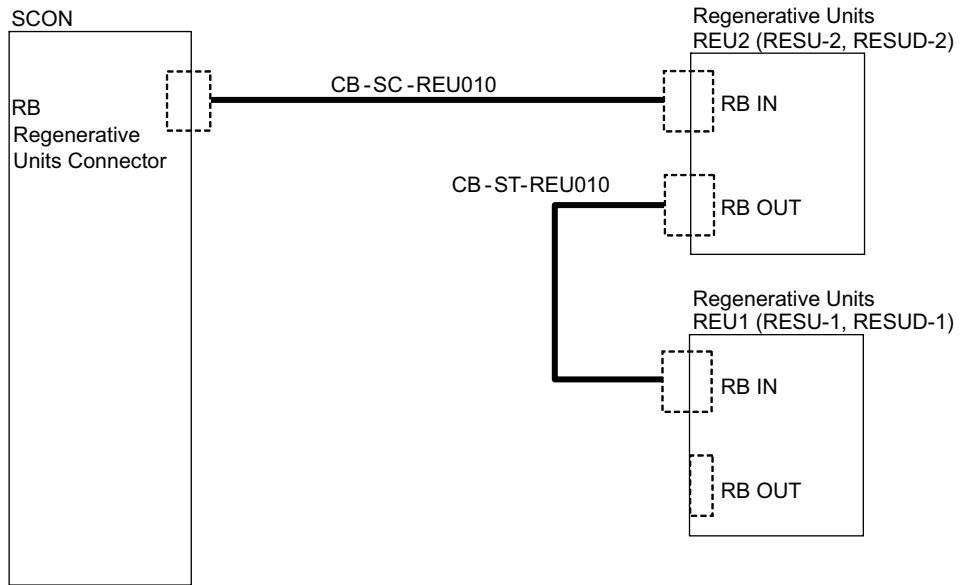 SCON
RB
Regenerative
Units Connector
CB-SC-REU010
Regenerative Units
REU2 (RESU-2, RESUD-2)
RB IN
RB OUT
CB-ST-REU010
Regenerative Units
REU1 (RESU-1, RESUD-1)
RB IN
RB OUT